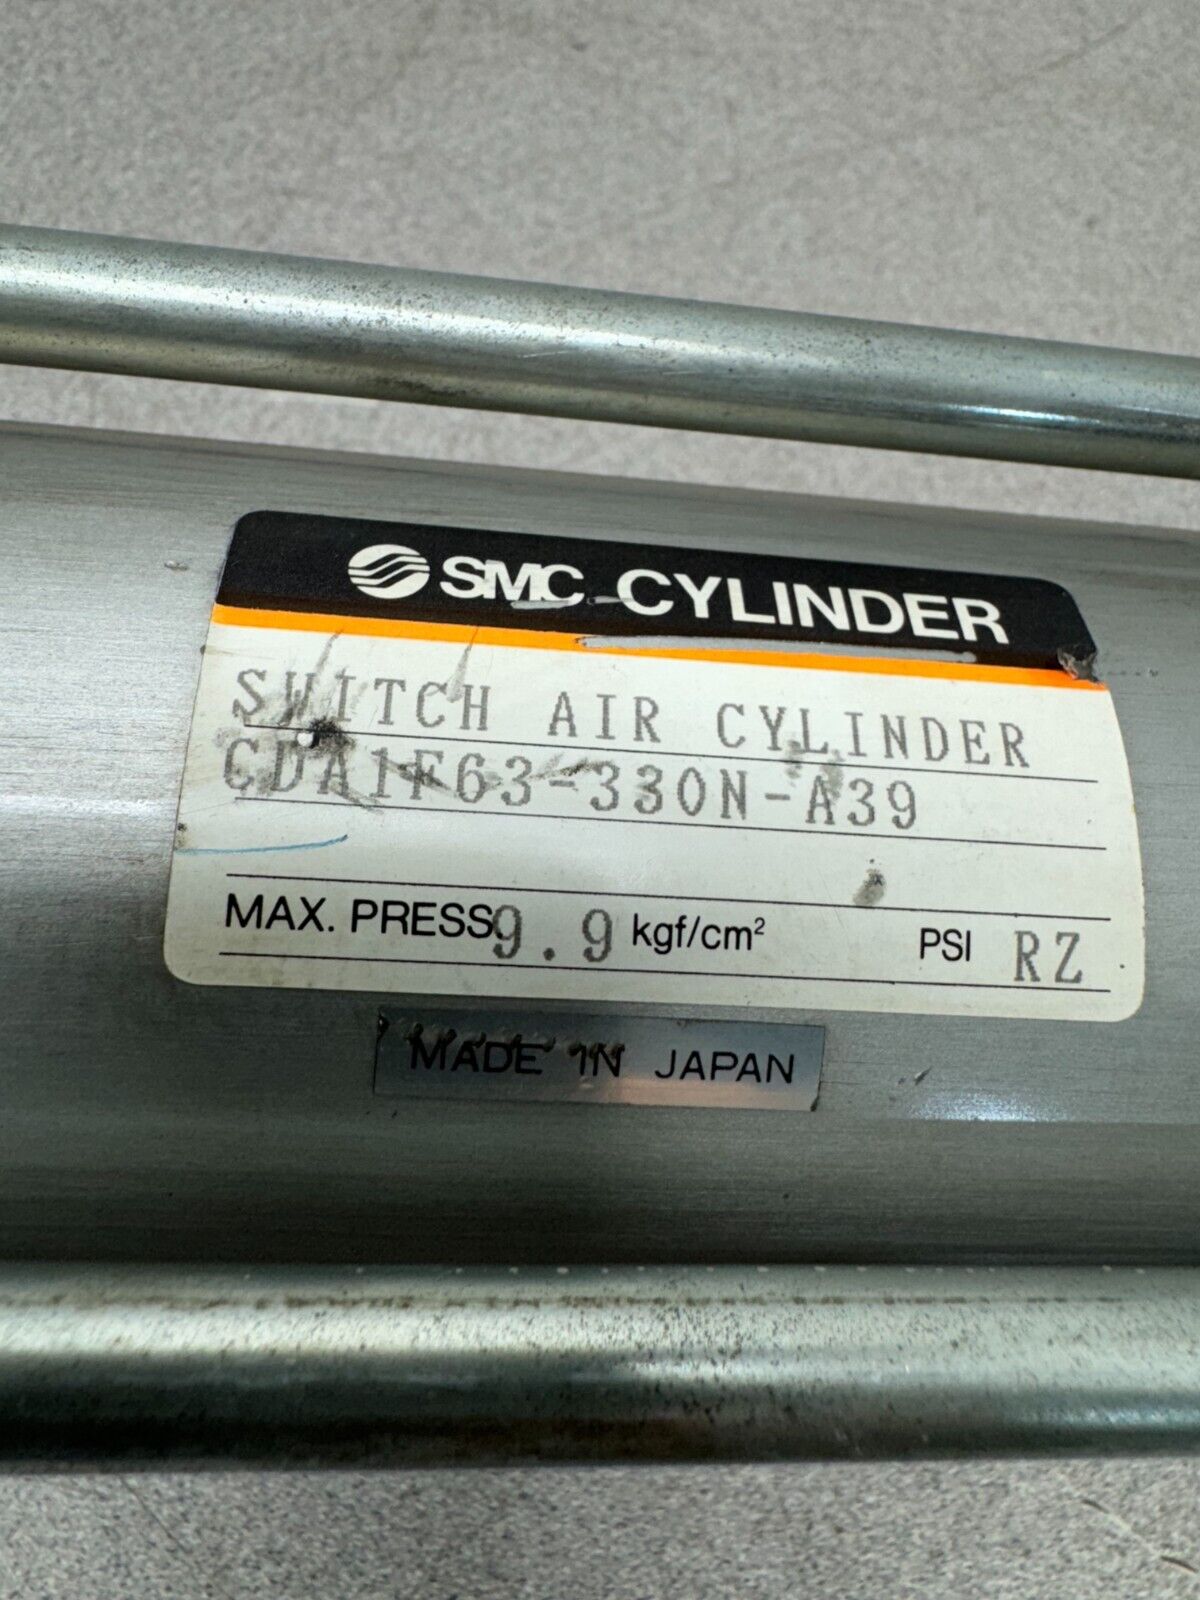 SMC CYLINDER
SWITCH AIR CYLINDER
CDA1F63-330N-A39
MAX. PRESS. 9.9 kgf/cm² PSI RZ
MADE IN JAPAN